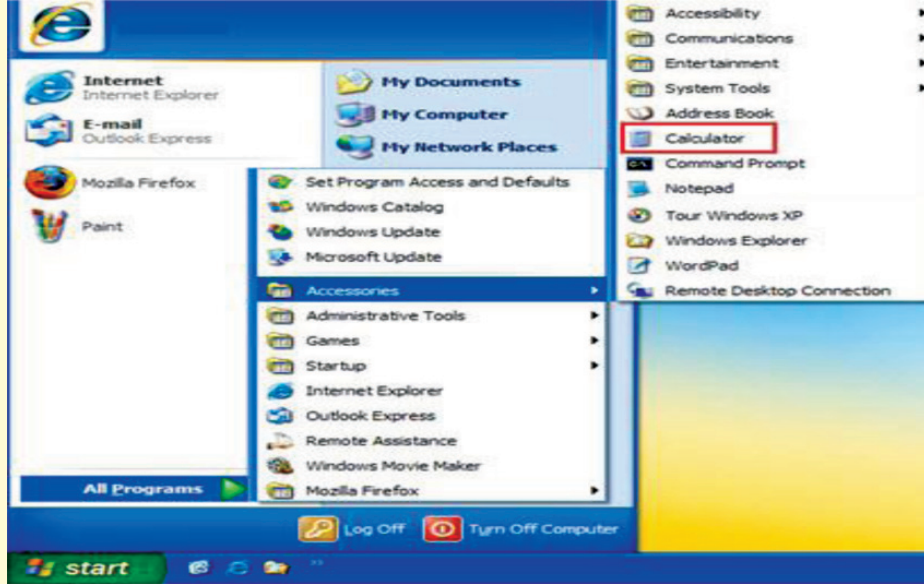 Internet
Internet Explorer
E-mail
Outlook Express
Mozilla Firefox
Paint
All Programs
My Documents
My Computer
My Network Places
Set Program Access and Defaults
Windows Catalog
Windows Update
Microsoft Update
Accessories
Administrative Tools
Games
Startup
Internet Explorer
Outlook Express
Remote Assistance
Windows Movie Maker
Mozilla Firefox
Accessibility
Communications
Entertainment
System Tools
Address Book
Calculator
Command Prompt
Notepad
Tour Windows XP
Windows Explorer
WordPad
Remote Desktop Connection
Log Off
Turn Off Computer
start